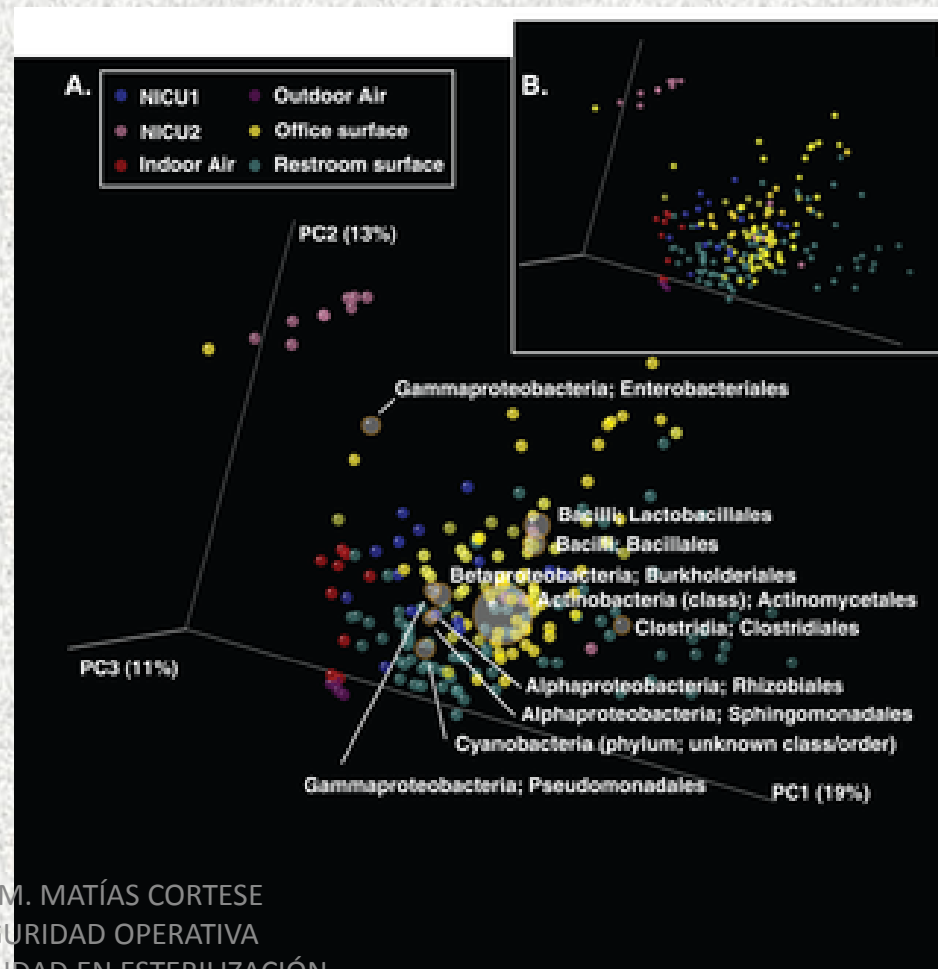 A.
NICU1
Outdoor Air
NICU2
Office surface
Indoor Air
Restroom surface
B.
PC2 (13%)
Gammaproteobacteria; Enterobacteriales
Bacilli; Lactobacillales
Bacilli; Bacillales
Betaproteobacteria; Burkholderiales
Actinobacteria (class); Actinomycetales
Clostridia; Clostridiales
PC3 (11%)
Alphaproteobacteria; Rhizobiales
Alphaproteobacteria; Sphingomonadales
Cyanobacteria (phylum; unknown class/order)
Gammaproteobacteria; Pseudomonadales
PC1 (19%)
M. MATÍAS CORTESE
OPERATIVA
EN ESTERILIZACIÓN